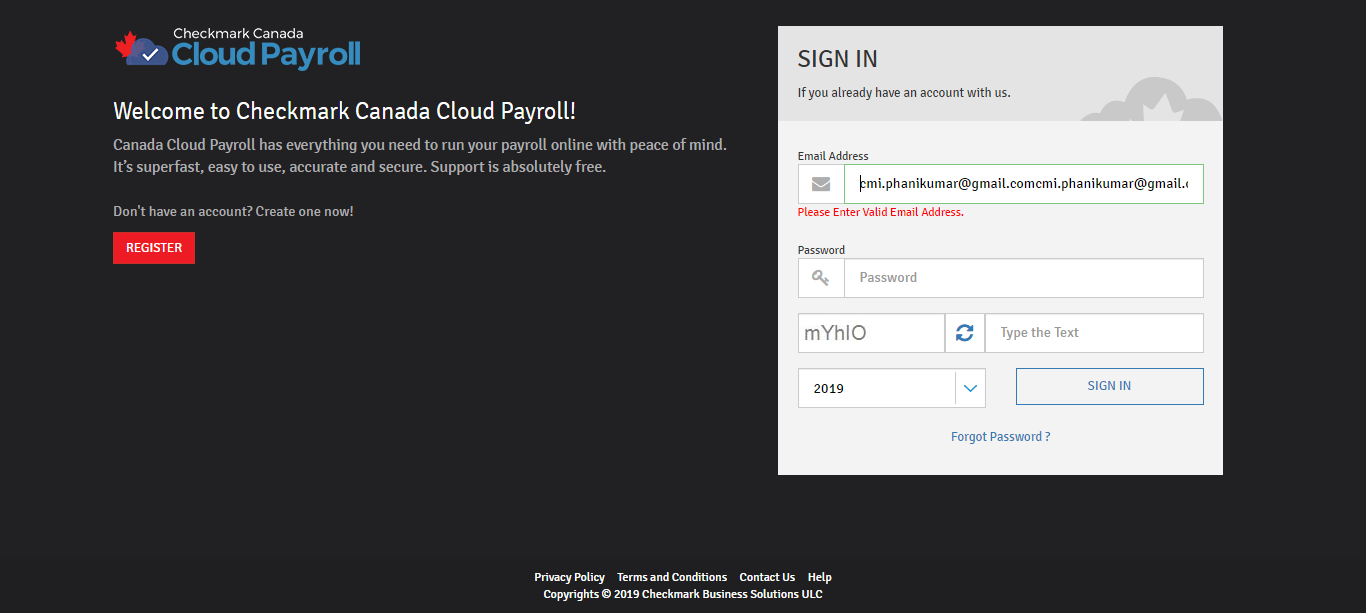 Checkmark Canada
Cloud Payroll
Welcome to Checkmark Canada Cloud Payroll!
Canada Cloud Payroll has everything you need to run your payroll online with peace of mind.
It's superfast, easy to use, accurate and secure. Support is absolutely free.
Don't have an account? Create one now!
REGISTER
SIGN IN
If you already have an account with us.
Email Address
cmi.phanikumar@gmail.comcmi.phanikumar@gmail.c
Please Enter Valid Email Address.
Password
Password
mYhIO
Type the Text
2019
SIGN IN
Forgot Password ?
Privacy Policy Terms and Conditions Contact Us Help
Copyrights © 2019 Checkmark Business Solutions ULC